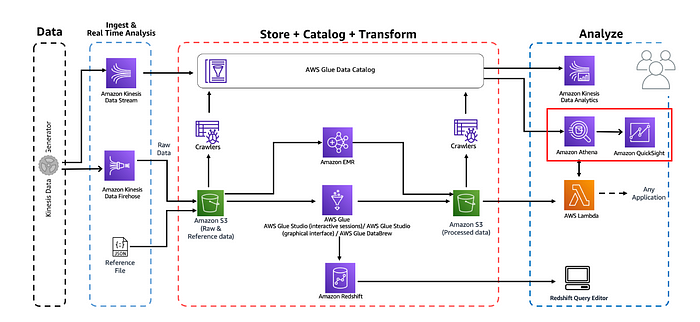 Data
Ingest &
Real Time Analysis
Store + Catalog + Transform
Analyze
Kinesis Data Generator
Amazon Kinesis
Data Stream
AWS Glue Data Catalog
Amazon Kinesis
Data Analytics
Crawlers
Crawlers
Raw
Data
Amazon EMR
Amazon Athena
Amazon QuickSight
Amazon Kinesis
Data Firehose
Amazon S3
(Raw &
Reference data)
AWS Glue
AWS Glue Studio (interactive sessions)/ AWS Glue Studio
(graphical interface) / AWS Glue DataBrew
Amazon S3
(Processed data)
AWS Lambda
Any
Application
{:}
JSON
Reference
File
Amazon Redshift
Redshift Query Editor